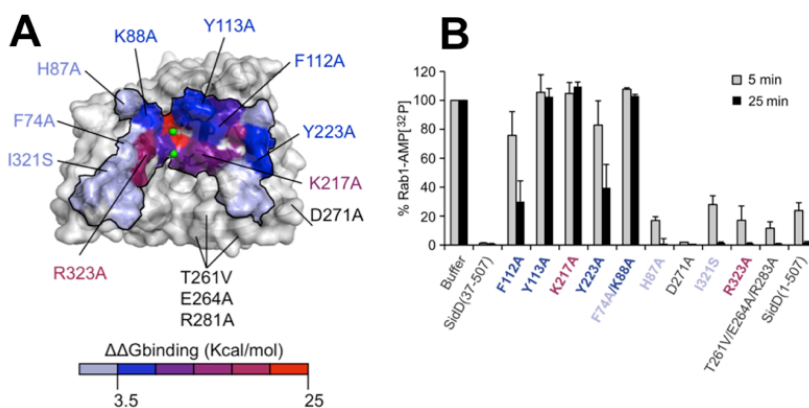 A
K88A
Y113A
F112A
H87A
F74A
I321S
Y223A
K217A
D271A
R323A
T261V
E264A
R281A
ΔΔGbinding (Kcal/mol)
3.5
25
B
5 min
25 min
% Rab1-AMP[32P]
120
100
80
60
40
20
0
Buffer
SidD(37-507)
F112A
Y113A
K217A
Y223A
F74A/K88A
H87A
D271A
I321S
R323A
T261V/E264A/R283A
SidD(1-507)